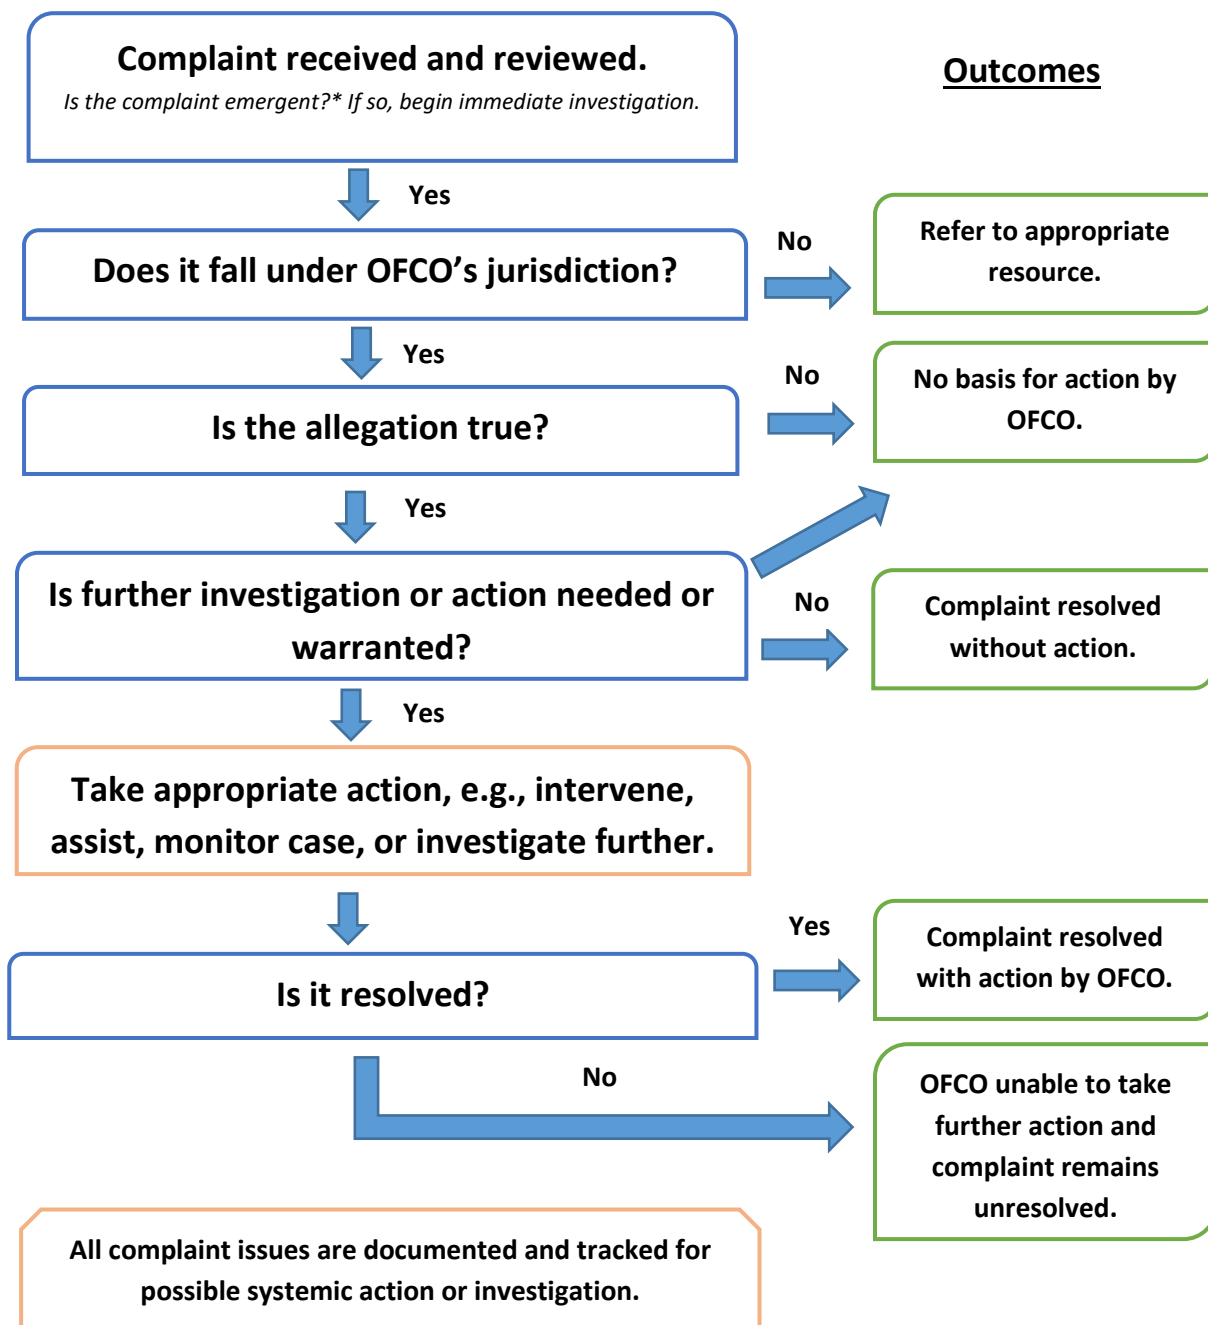 Complaint received and reviewed.
Is the complaint emergent?* If so, begin immediate investigation.
Outcomes
Yes
Does it fall under OFCO’s jurisdiction?
No
Refer to appropriate
resource.
Yes
Is the allegation true?
No
No basis for action by
OFCO.
Yes
Is further investigation or action needed or
warranted?
No
Complaint resolved
without action.
Yes
Take appropriate action, e.g., intervene,
assist, monitor case, or investigate further.
Is it resolved?
Yes
Complaint resolved
with action by OFCO.
No
OFCO unable to take
further action and
complaint remains
unresolved.
All complaint issues are documented and tracked for
possible systemic action or investigation.